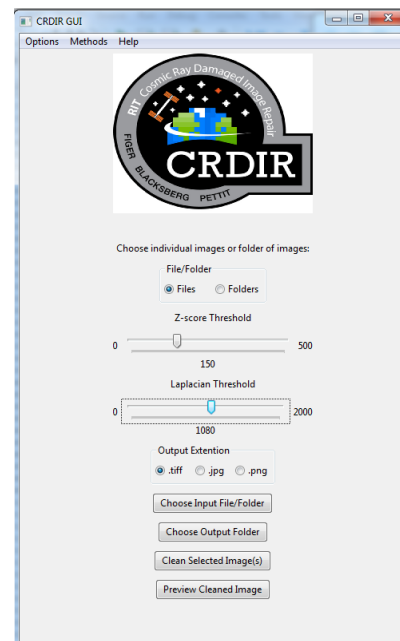 CRDIR GUI
Options Methods Help
RIT Cosmic Ray Damaged Image Repair
CRDIR
FIGER BLACKSBERG PETTIT
Choose individual images or folder of images:
File/Folder
Files Folders
Z-score Threshold
0 500
150
Laplacian Threshold
0 2000
1080
Output Extention
.tiff .jpg .png
Choose Input File/Folder
Choose Output Folder
Clean Selected Image(s)
Preview Cleaned Image